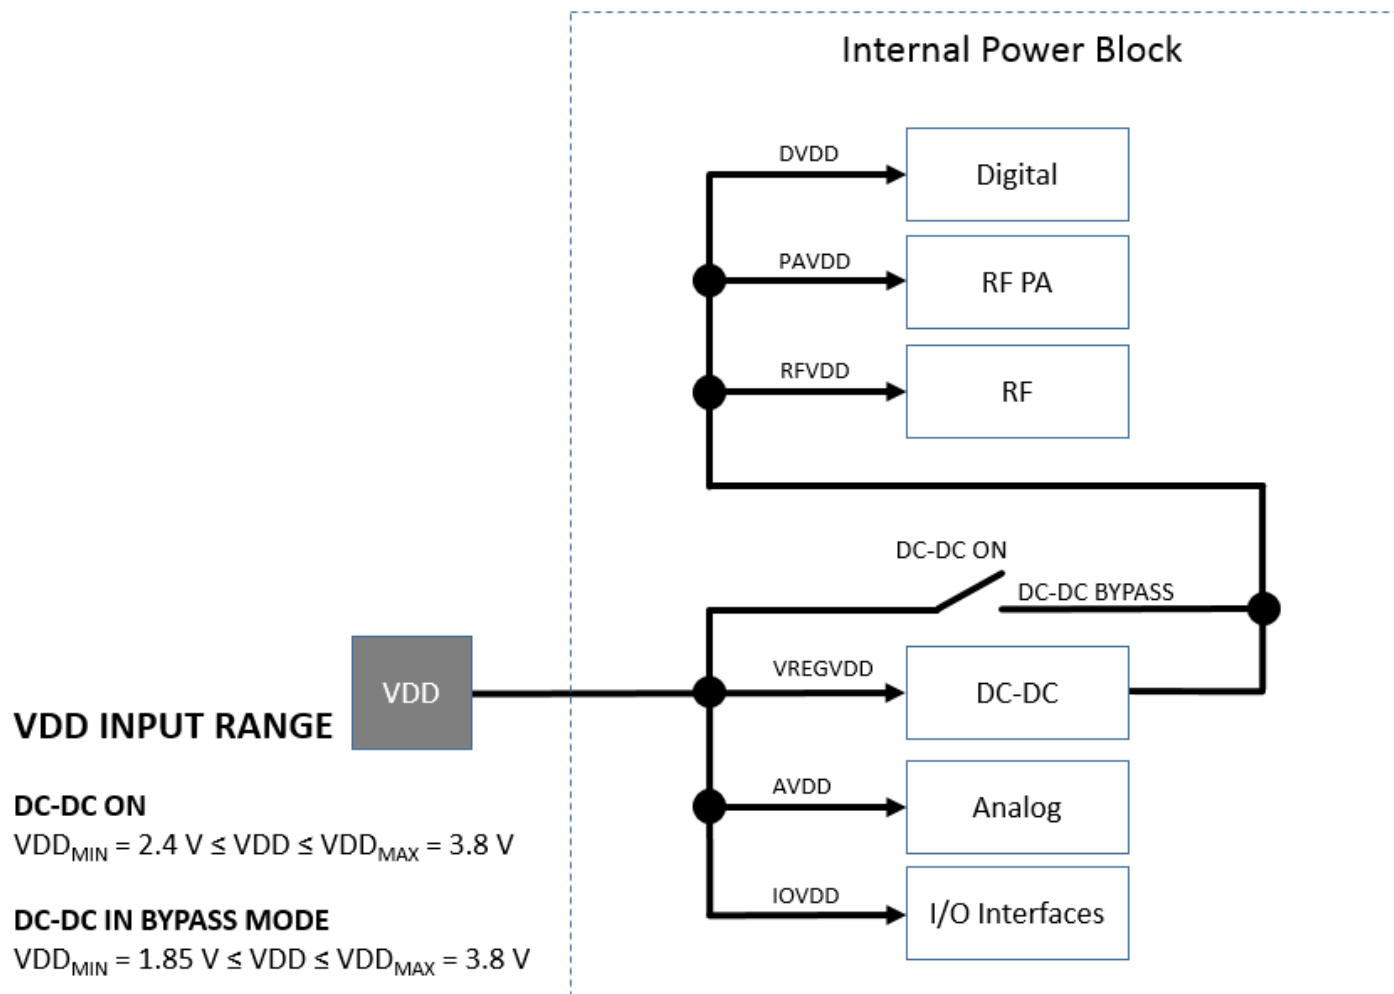 Internal Power Block
DVDD
Digital
PAVDD
RF PA
RFVDD
RF
DC-DC ON
DC-DC BYPASS
VREGVDD
DC-DC
VDD
VDD INPUT RANGE
AVDD
Analog
DC-DC ON
VDDMIN = 2.4 V ≤ VDD ≤ VDDMAX = 3.8 V
IOVDD
I/O Interfaces
DC-DC IN BYPASS MODE
VDDMIN = 1.85 V ≤ VDD ≤ VDDMAX = 3.8 V